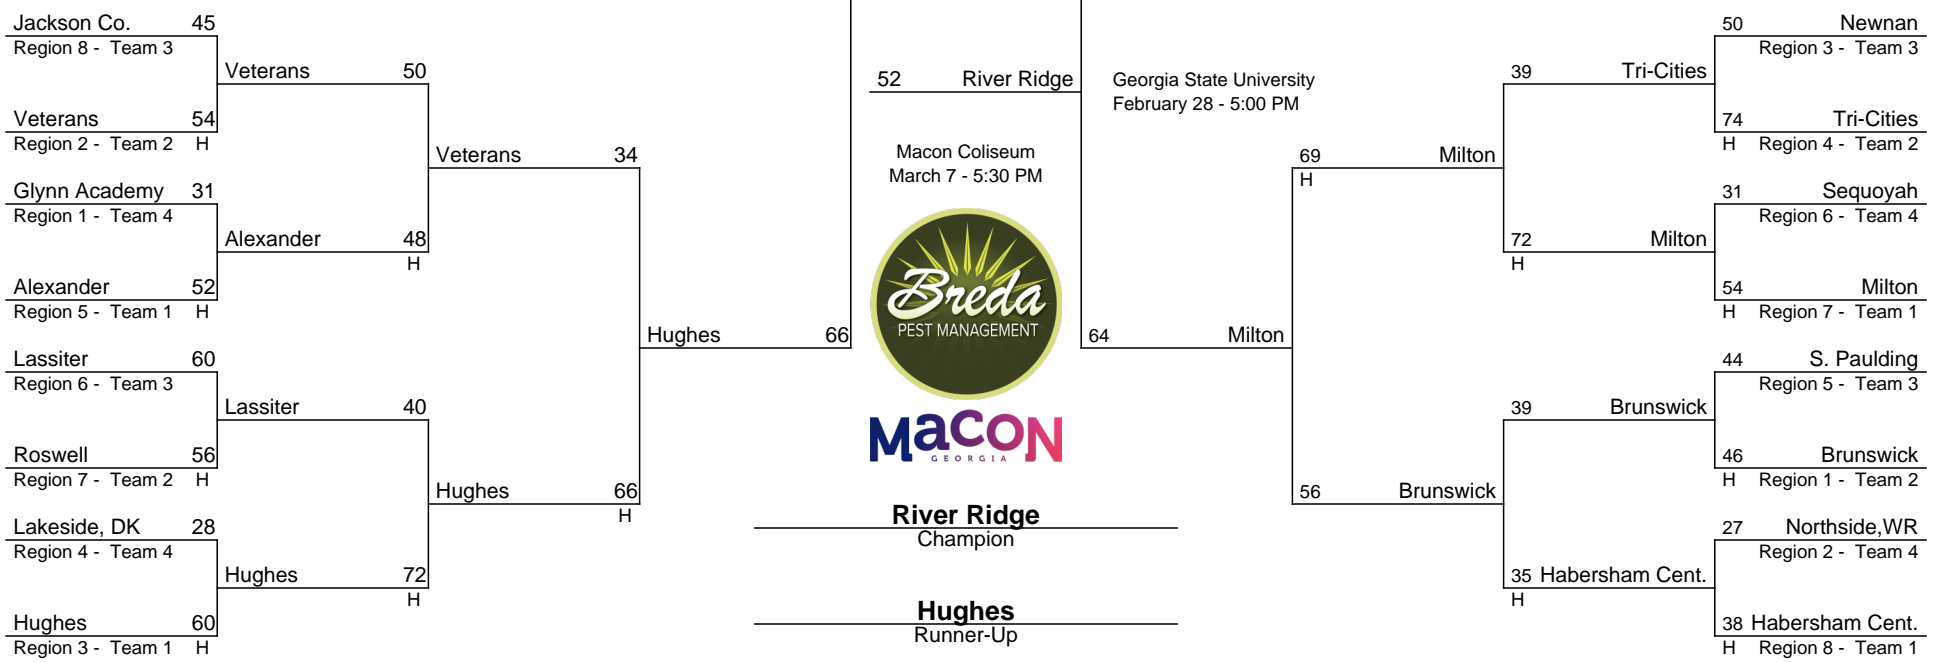 Jackson Co. 45
Region 8 - Team 3
Veterans 50
Veterans 54
Region 2 - Team 2 H
Veterans 34
Glynn Academy 31
Region 1 - Team 4
Alexander 48
H
Alexander 52
Region 5 - Team 1 H
Hughes 66
Lassiter 60
Region 6 - Team 3
Lassiter 40
Roswell 56
Region 7 - Team 2 H
Hughes 66
H
Lakeside, DK 28
Region 4 - Team 4
Hughes 72
H
Hughes 60
Region 3 - Team 1 H
52 River Ridge
Georgia State University
February 28 - 5:00 PM
Macon Coliseum
March 7 - 5:30 PM
Breda
PEST MANAGEMENT
MACON
GEORGIA
River Ridge
Champion
Hughes
Runner-Up
50 Newnan
Region 3 - Team 3
39 Tri-Cities
74 Tri-Cities
H Region 4 - Team 2
69 Milton
H
31 Sequoyah
Region 6 - Team 4
72 Milton
H
54 Milton
H Region 7 - Team 1
64 Milton
44 S. Paulding
Region 5 - Team 3
39 Brunswick
46 Brunswick
H Region 1 - Team 2
56 Brunswick
27 Northside,WR
Region 2 - Team 4
35 Habersham Cent.
H
38 Habersham Cent.
H Region 8 - Team 1